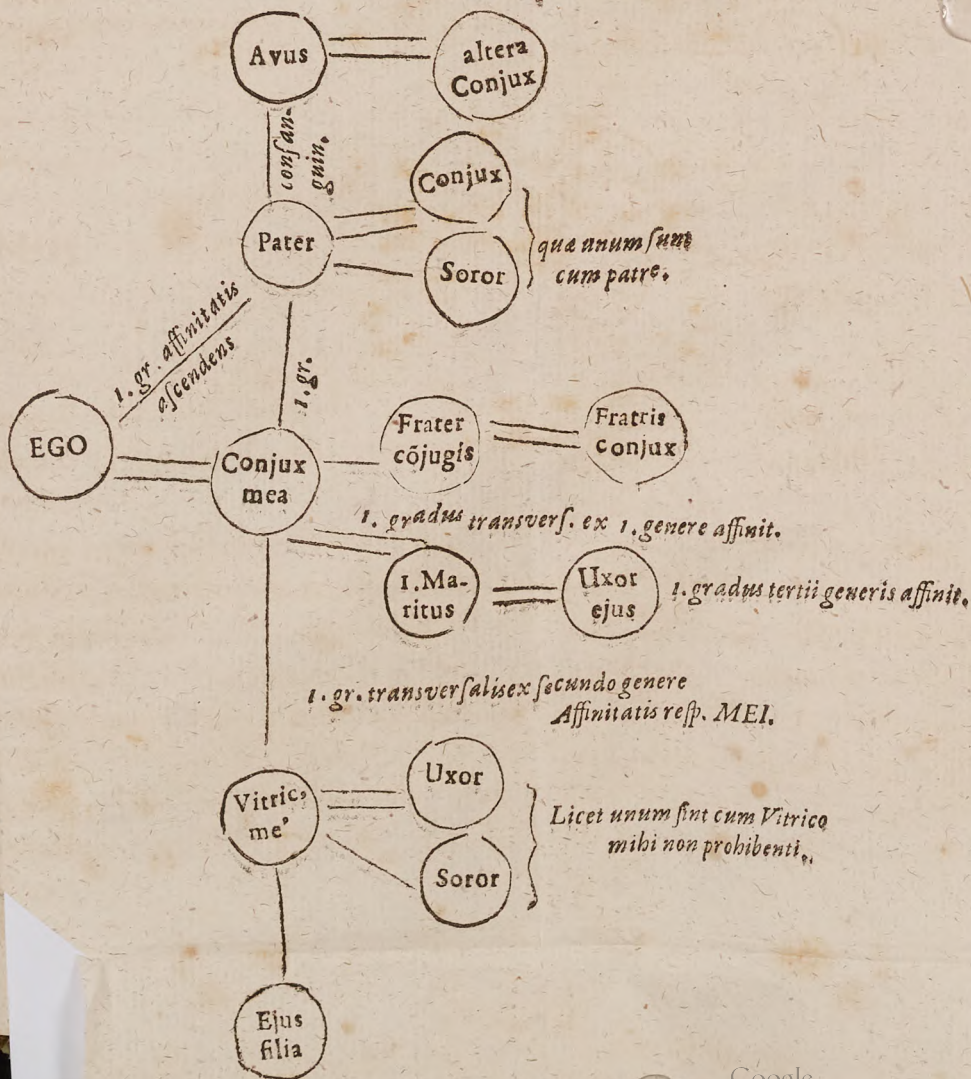 Avus
altera
Conjux
conſan-
guin.
Conjux
Pater
Soror
quæ unum ſunt
cum patre.
1. gr. affinitatis
aſcendens
1. gr.
EGO
Conjux
mea
Frater
cōjugis
Fratris
conjux
1. gradus tranſverſ. ex 1. genere affinit.
1. Ma-
ritus
Uxor
ejus
1. gradus tertii generis affinit.
1. gr. tranſverſalis ex ſecundo genere
Affinitatis reſp. MEI.
Vitric,
me'
Uxor
Soror
Licet unum ſint cum Vitrico
mihi non prohibenti,,
Ejus
filia
Google